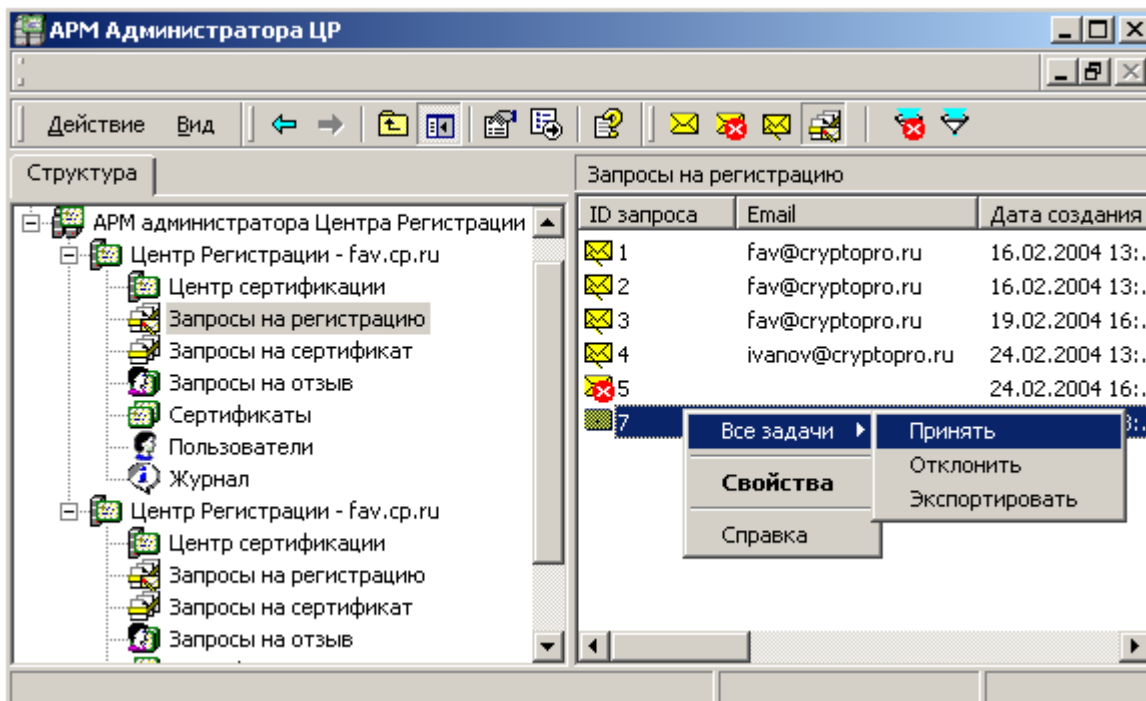 АРМ Администратора ЦР
Действие Вид
Структура
АРМ администратора Центра Регистрации
Центр Регистрации - fav.cp.ru
Центр сертификации
Запросы на регистрацию
Запросы на сертификат
Запросы на отзыв
Сертификаты
Пользователи
Журнал
Центр Регистрации - fav.cp.ru
Центр сертификации
Запросы на регистрацию
Запросы на сертификат
Запросы на отзыв
Запросы на регистрацию
ID запроса Email Дата создания
1 fav@cryptopro.ru 16.02.2004 13:.
2 fav@cryptopro.ru 16.02.2004 13:.
3 fav@cryptopro.ru 19.02.2004 16:.
4 ivanov@cryptopro.ru 24.02.2004 13:.
5 24.02.2004 16:.
7
Все задачи
Свойства
Справка
Принять
Отклонить
Экспортировать